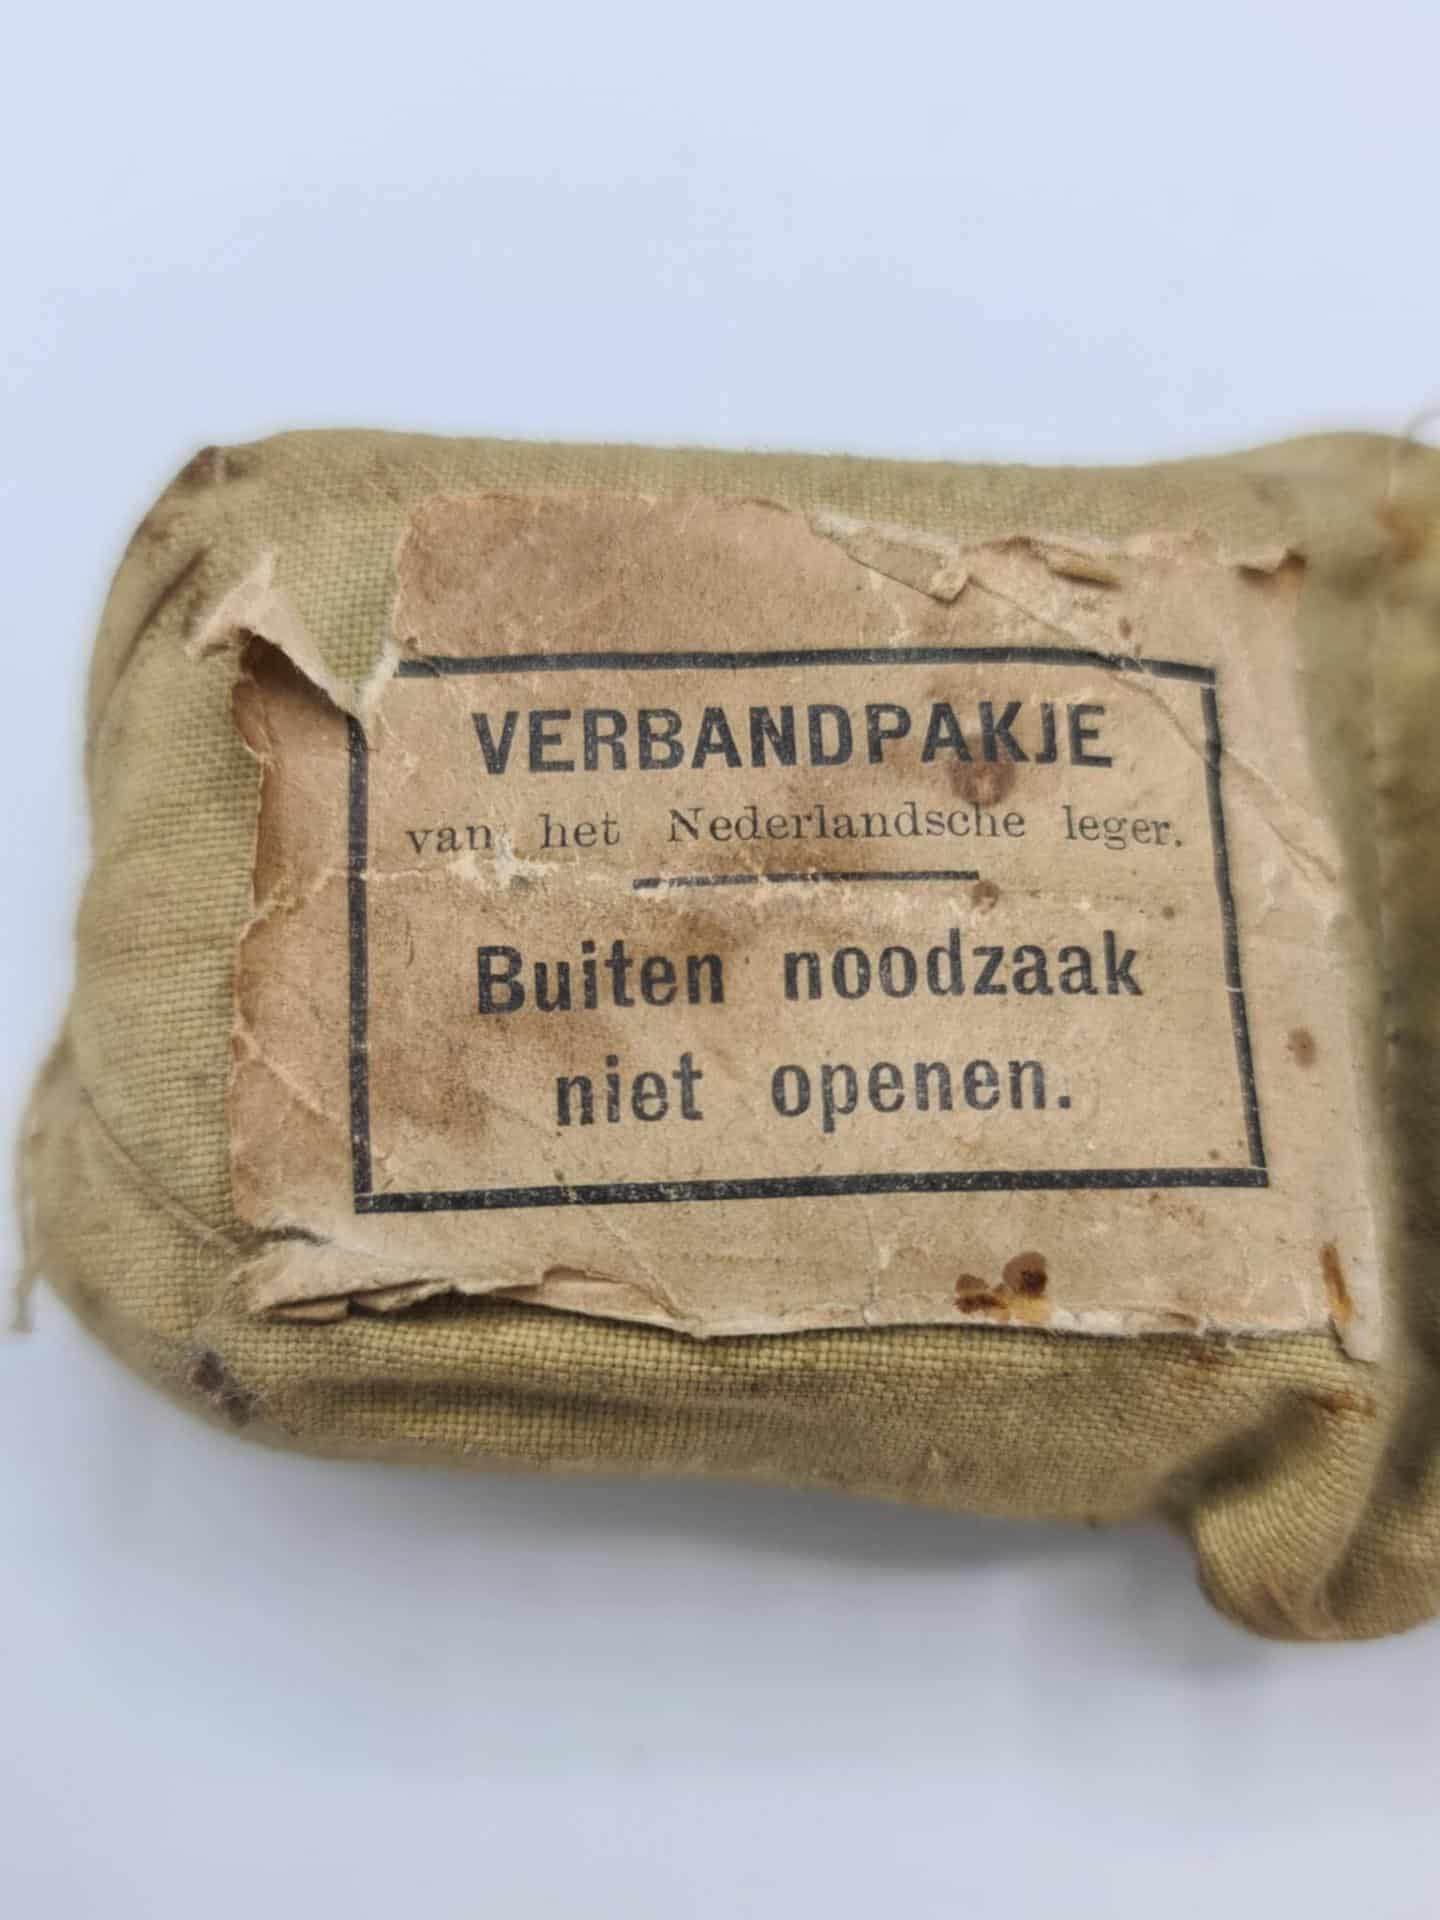 VERBANDPAKJE
van het Nederlandsche leger.
Buiten noodzaak
niet openen.